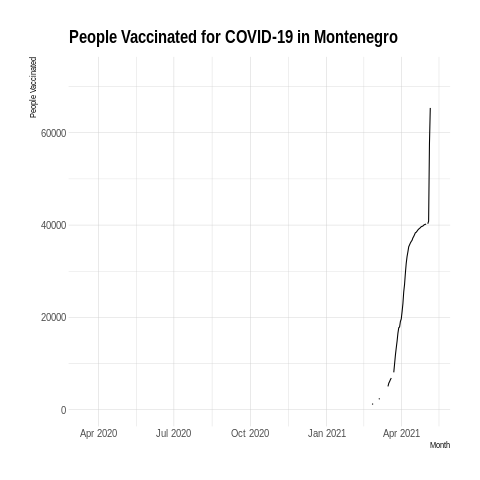 People Vaccinated for COVID-19 in Montenegro
People Vaccinated
60000
40000
20000
0
Apr 2020
Jul 2020
Oct 2020
Jan 2021
Apr 2021
Month